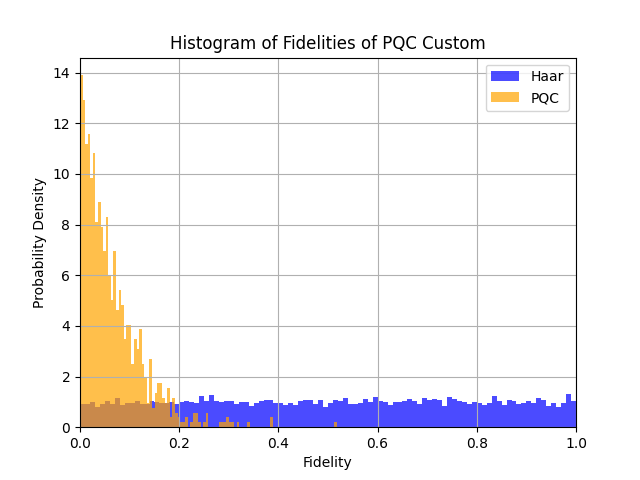 Histogram of Fidelities of PQC Custom
Haar
PQC
Probability Density
14
12
10
8
6
4
2
0
0.0 0.2 0.4 0.6 0.8 1.0
Fidelity